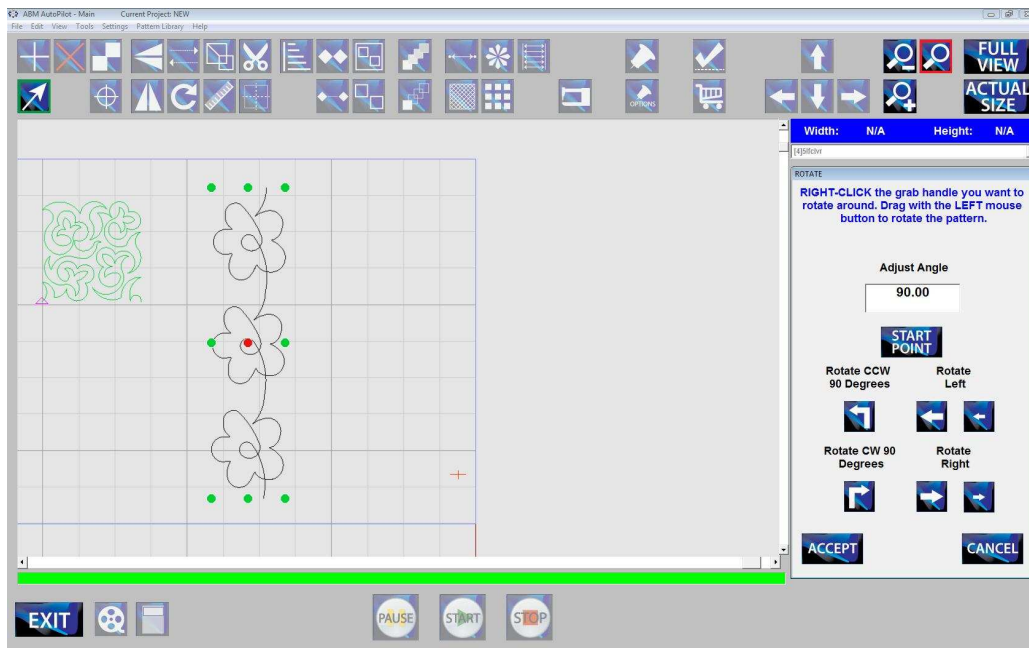 ABM AutoPilot - Main Current Project: NEW
File Edit View Tools Settings Pattern Library Help
FULL
VIEW
OPTIONS
ACTUAL
SIZE
Width: N/A Height: N/A
ROTATE
RIGHT-CLICK the grab handle you want to
rotate around. Drag with the LEFT mouse
button to rotate the pattern.
Adjust Angle
90.00
START
POINT
Rotate CCW
90 Degrees
Rotate
Left
Rotate CW 90
Degrees
Rotate
Right
ACCEPT
CANCEL
EXIT
PAUSE
START
STOP